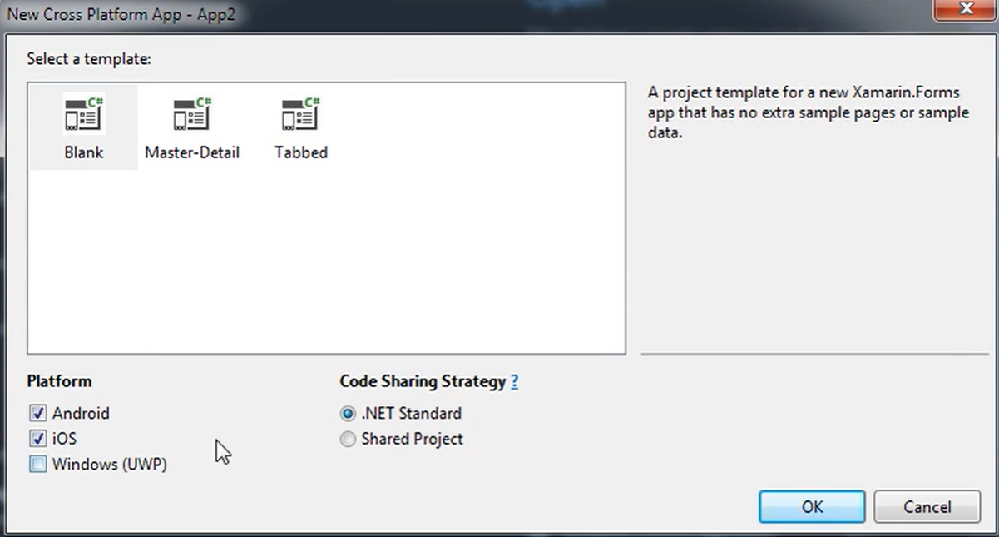 New Cross Platform App - App2
Select a template:
C# C# C#
Blank Master-Detail Tabbed
A project template for a new Xamarin.Forms
app that has no extra sample pages or sample
data.
Platform
Android
iOS
Windows (UWP)
Code Sharing Strategy ?
.NET Standard
Shared Project
OK Cancel